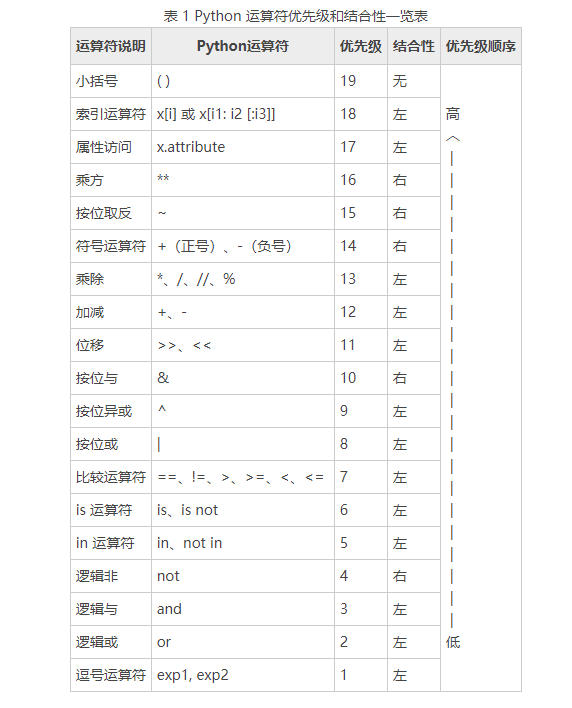 表 1 Python 运算符优先级和结合性一览表
运算符说明 Python运算符 优先级 结合性 优先级顺序
小括号 ( ) 19 无
索引运算符 x[i] 或 x[i1: i2 [:i3]] 18 左 高
属性访问 x.attribute 17 左
乘方 ** 16 右
按位取反 ~ 15 右
符号运算符 +（正号）、-（负号） 14 右
乘除 *、/、//、% 13 左
加减 +、- 12 左
位移 >>、<< 11 左
按位与 & 10 右
按位异或 ^ 9 左
按位或 | 8 左
比较运算符 ==、!=、>、>=、<、<= 7 左
is 运算符 is、is not 6 左
in 运算符 in、not in 5 左
逻辑非 not 4 右
逻辑与 and 3 左
逻辑或 or 2 左 低
逗号运算符 exp1, exp2 1 左